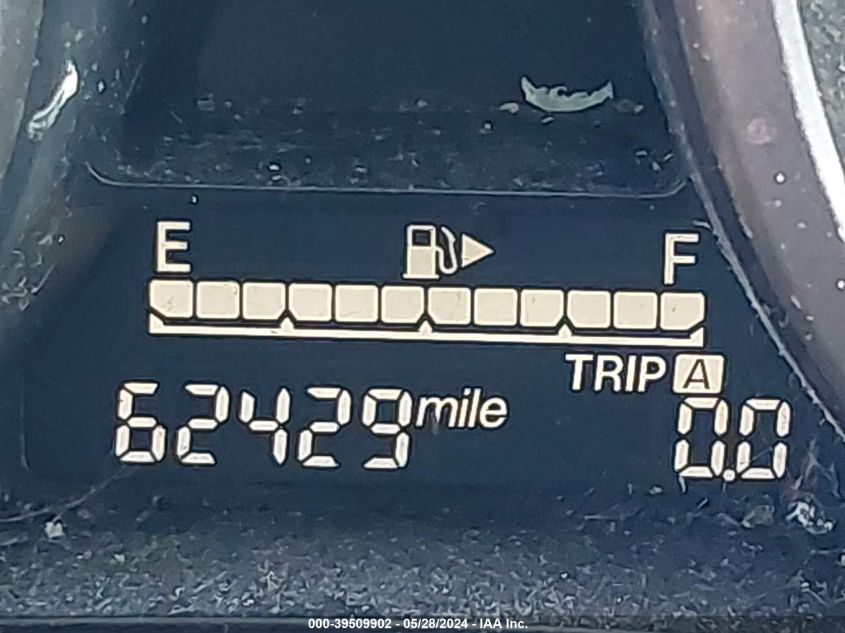 E F
TRIP A
62429 mile 0.0
000-39509902 - 05/28/2024 - IAA Inc.